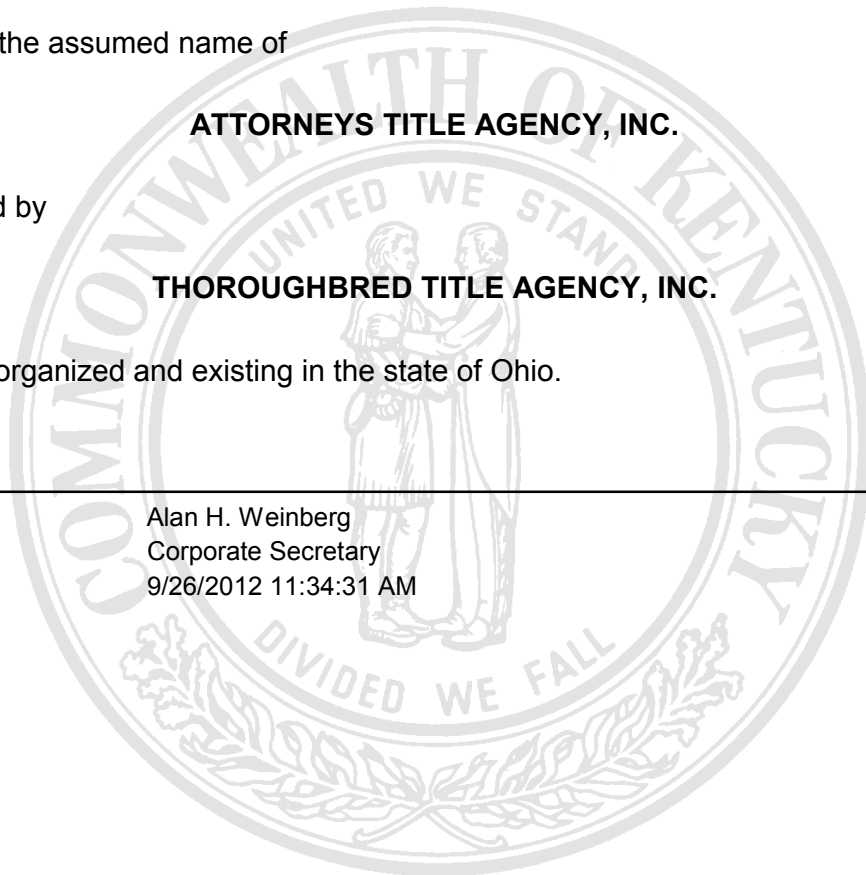 the assumed name of
ATTORNEYS TITLE AGENCY, INC.
d by
THOROUGHBRED TITLE AGENCY, INC.
organized and existing in the state of Ohio.
Alan H. Weinberg
Corporate Secretary
9/26/2012 11:34:31 AM
COMMONWEALTH OF KENTUCKY
UNITED WE STAND
DIVIDED WE FALL